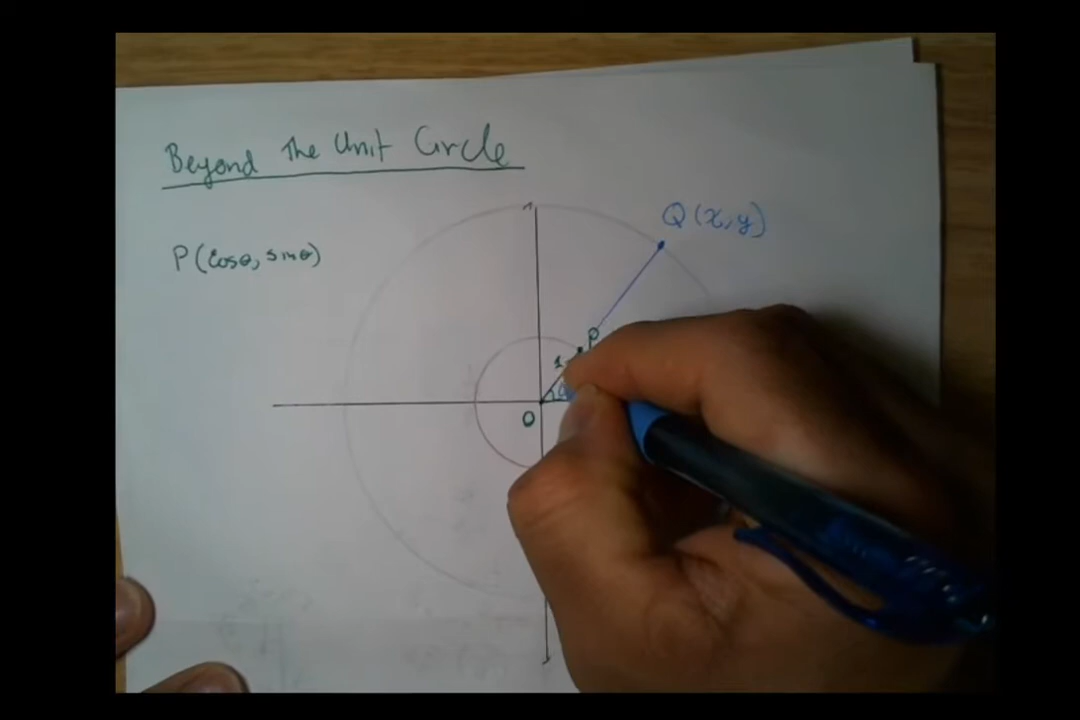 Beyond The Unit Circle
Q(x,y)
P(Cosθ, sinθ)
P
1
O